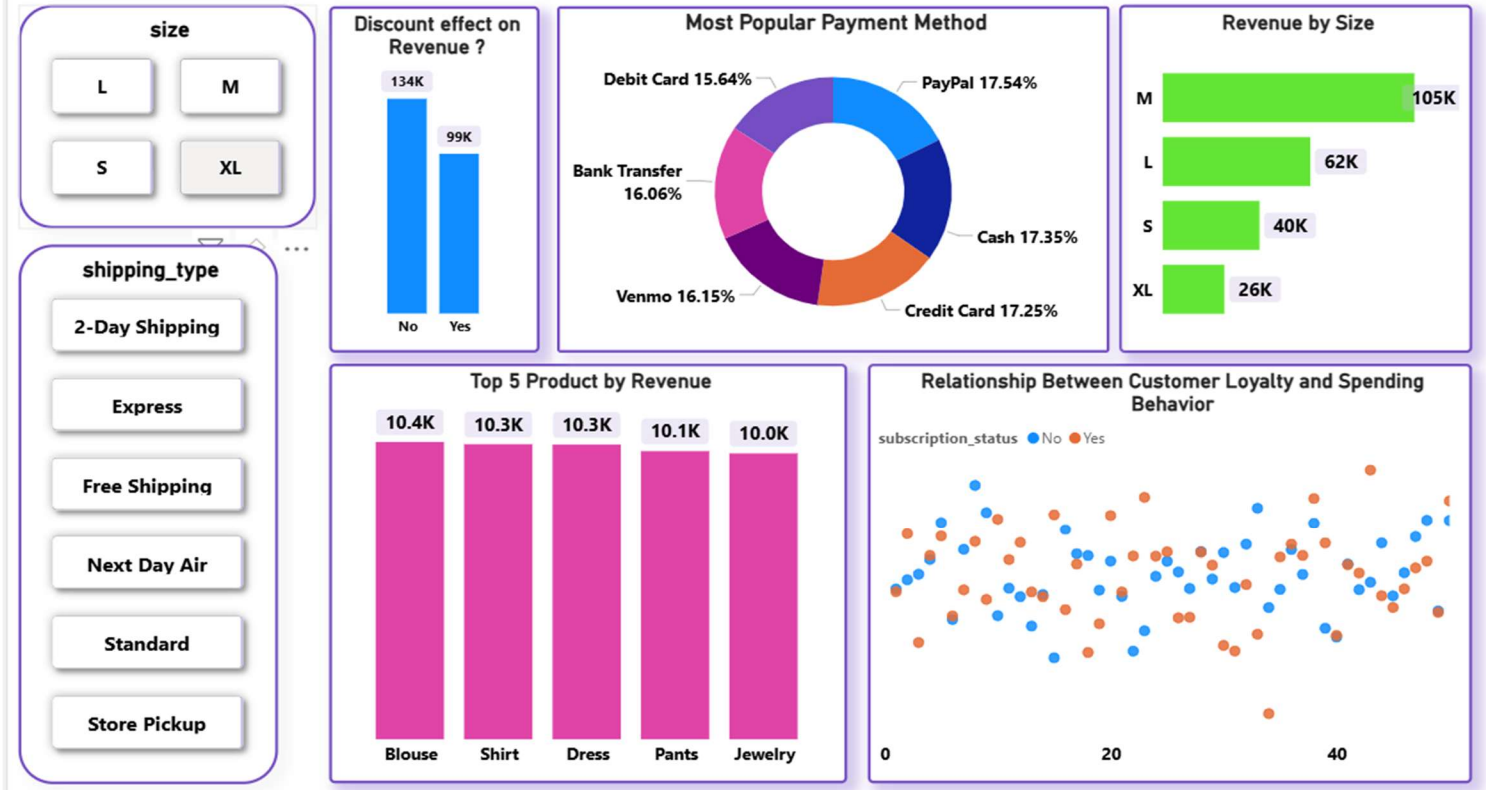 size
L
M
S
XL
shipping_type
2-Day Shipping
Express
Free Shipping
Next Day Air
Standard
Store Pickup
Discount effect on
Revenue ?
134K
99K
No
Yes
Most Popular Payment Method
Debit Card 15.64%
PayPal 17.54%
Bank Transfer
16.06%
Cash 17.35%
Venmo 16.15%
Credit Card 17.25%
Revenue by Size
M
105K
L
62K
S
40K
XL
26K
Top 5 Product by Revenue
10.4K
10.3K
10.3K
10.1K
10.0K
Blouse
Shirt
Dress
Pants
Jewelry
Relationship Between Customer Loyalty and Spending
Behavior
subscription_status No Yes
0
20
40